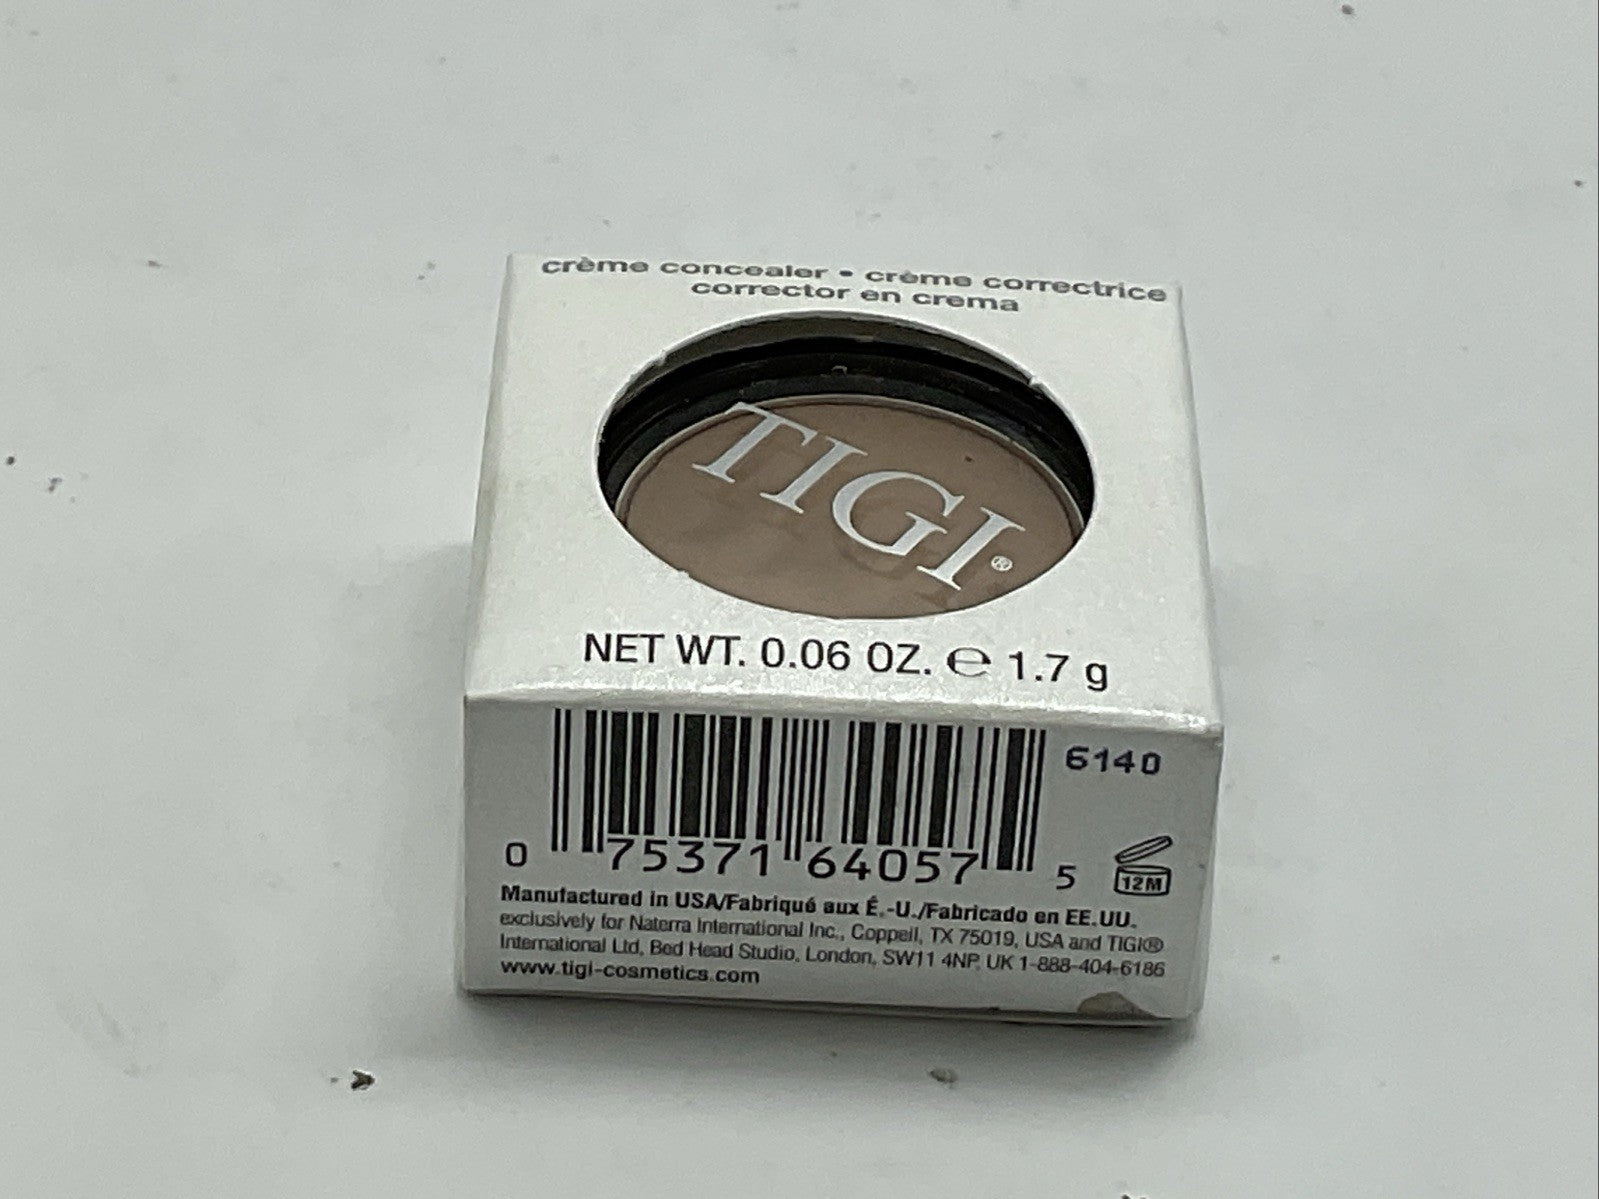 crème concealer • crème correctrice
corrector en crema
TIGI®
NET WT. 0.06 OZ. ℮ 1.7 g
6140
0 75371 64057 5
12M
Manufactured in USA/Fabriqué aux É.-U./Fabricado en EE.UU.
exclusively for Naterra International Inc., Coppell, TX 75019, USA and TIGI®
International Ltd, Bed Head Studio, London, SW11 4NP, UK 1-888-404-6186
www.tigi-cosmetics.com